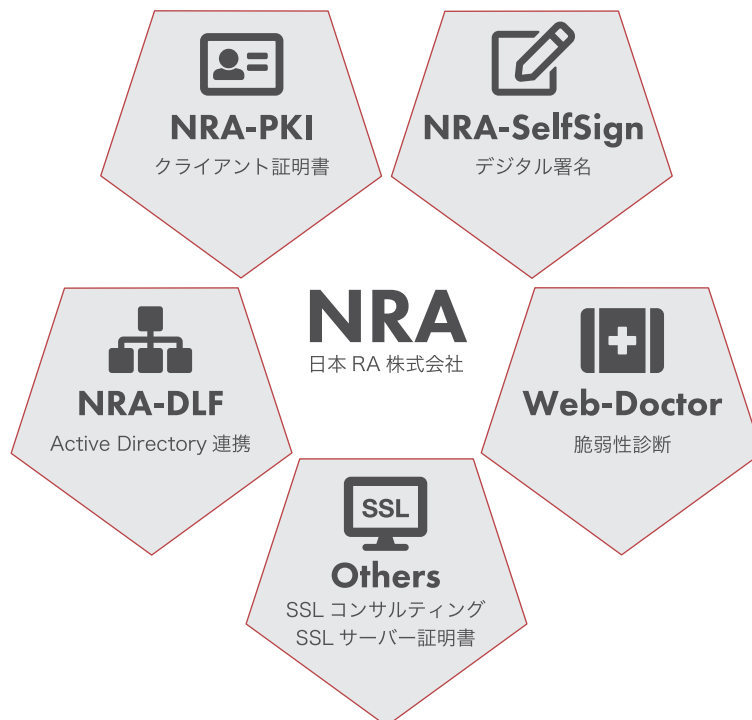 NRA-PKI
クライアント証明書
NRA-SelfSign
デジタル署名
NRA
日本 RA 株式会社
NRA-DLF
Active Directory 連携
Web-Doctor
脆弱性診断
SSL
Others
SSL コンサルティング
SSL サーバー証明書